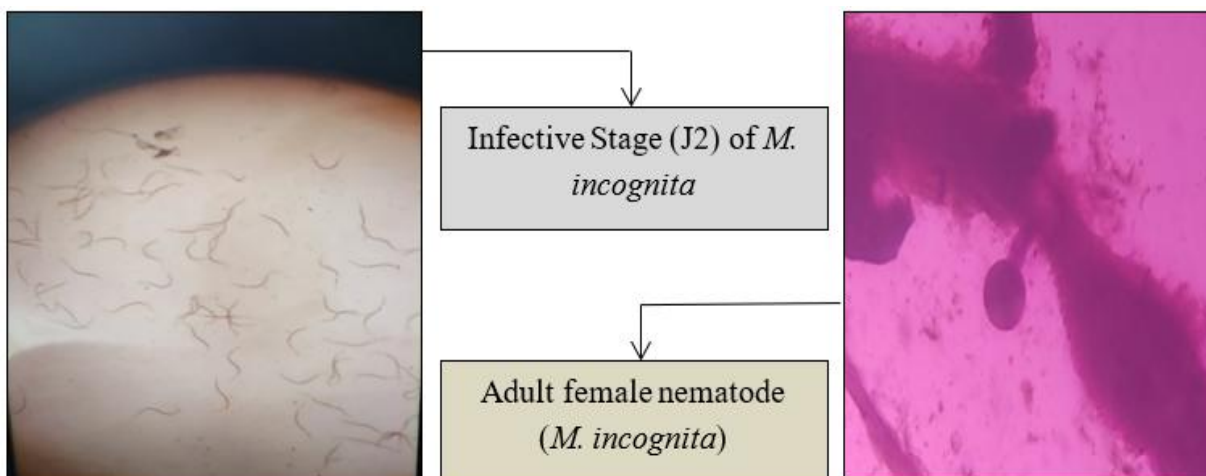 Infective Stage (J2) of M.
incognita
Adult female nematode
(M. incognita)